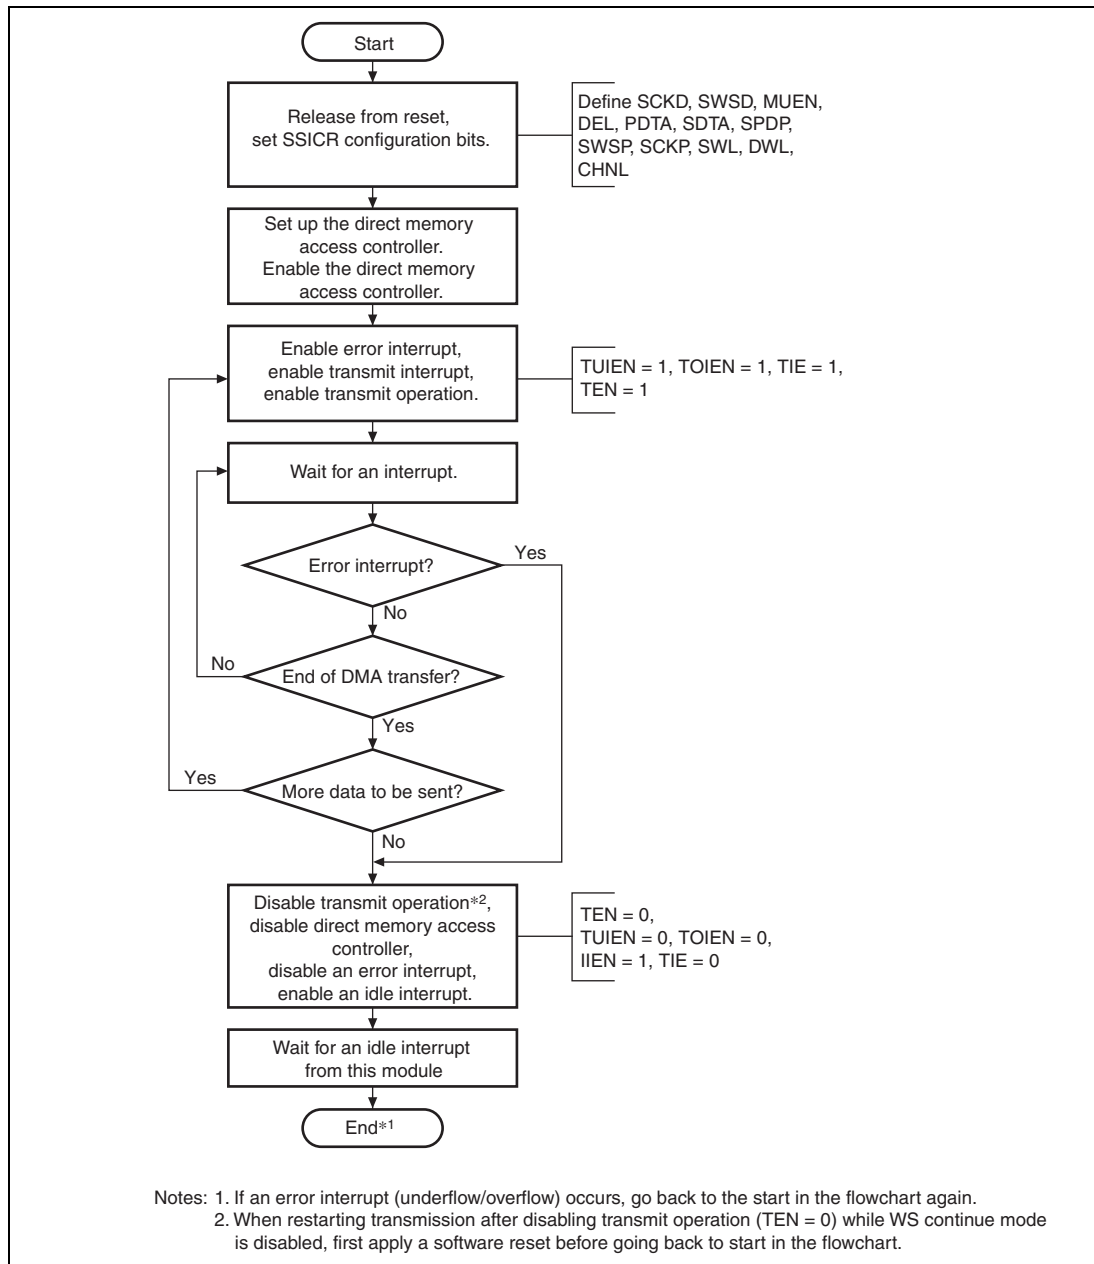 Start
Release from reset,
set SSICR configuration bits.
Define SCKD, SWSD, MUEN,
DEL, PDTA, SDTA, SPDP,
SWSP, SCKP, SWL, DWL,
CHNL
Set up the direct memory
access controller.
Enable the direct memory
access controller.
Enable error interrupt,
enable transmit interrupt,
enable transmit operation.
TUIEN = 1, TOIEN = 1, TIE = 1,
TEN = 1
Wait for an interrupt.
Error interrupt?
Yes
No
End of DMA transfer?
No
Yes
More data to be sent?
Yes
No
Disable transmit operation*2,
disable direct memory access
controller,
disable an error interrupt,
enable an idle interrupt.
TEN = 0,
TUIEN = 0, TOIEN = 0,
IIEN = 1, TIE = 0
Wait for an idle interrupt
from this module
End*1
Notes: 1. If an error interrupt (underflow/overflow) occurs, go back to the start in the flowchart again.
2. When restarting transmission after disabling transmit operation (TEN = 0) while WS continue mode
is disabled, first apply a software reset before going back to start in the flowchart.